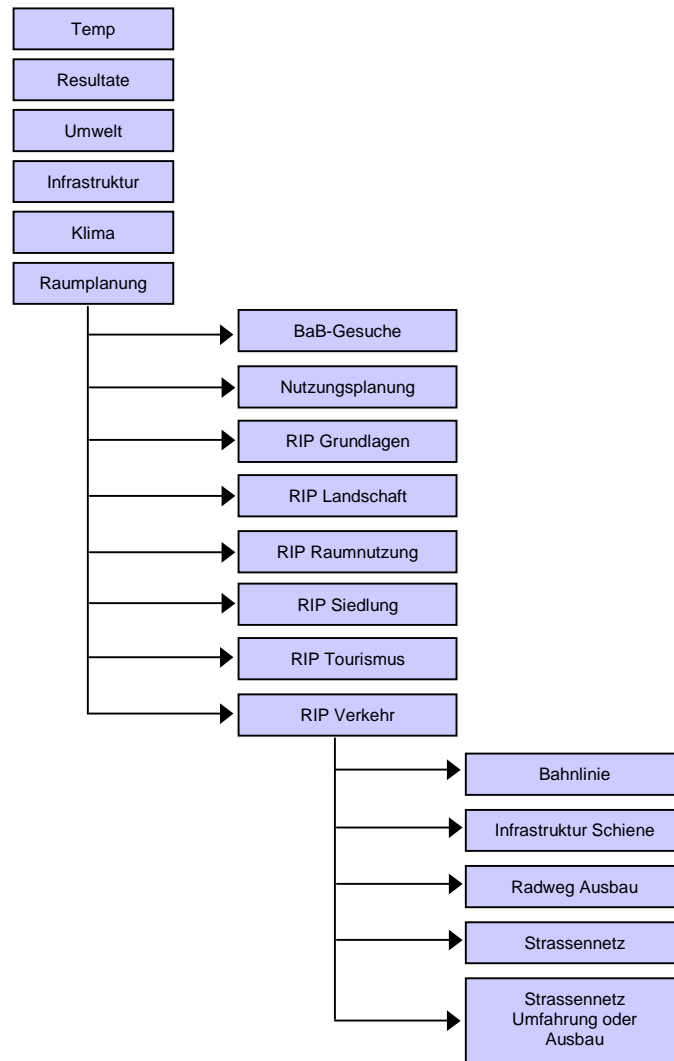 Temp
Resultate
Umwelt
Infrastruktur
Klima
Raumplanung
BaB-Gesuche
Nutzungsplanung
RIP Grundlagen
RIP Landschaft
RIP Raumnutzung
RIP Siedlung
RIP Tourismus
RIP Verkehr
Bahnlinie
Infrastruktur Schiene
Radweg Ausbau
Strassennetz
Strassennetz
Umfahrung oder
Ausbau